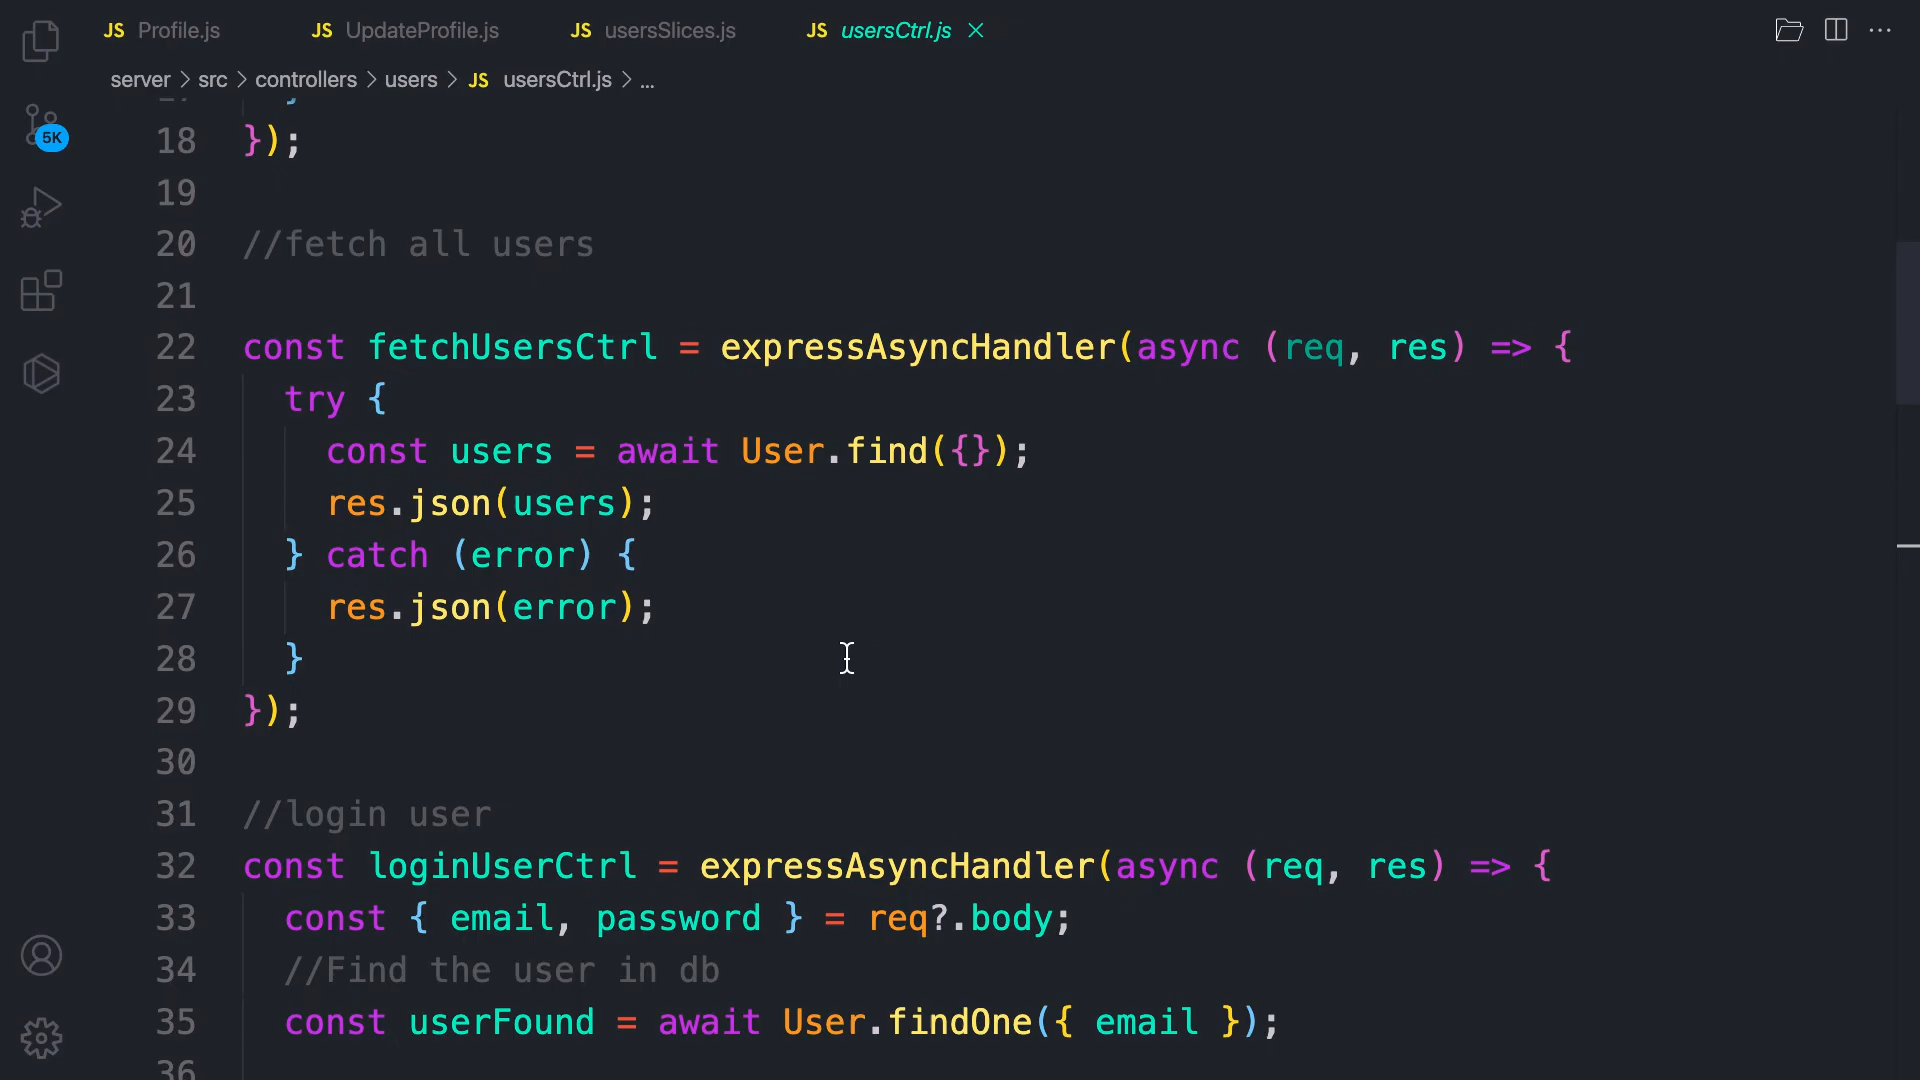 JS Profile.js JS UpdateProfile.js JS usersSlices.js JS usersCtrl.js
server > src > controllers > users > JS usersCtrl.js > ...
5K
18 });
19
20 //fetch all users
21
22 const fetchUsersCtrl = expressAsyncHandler(async (req, res) => {
23 try {
24 const users = await User.find({});
25 res.json(users);
26 } catch (error) {
27 res.json(error);
28 }
29 });
30
31 //login user
32 const loginUserCtrl = expressAsyncHandler(async (req, res) => {
33 const { email, password } = req?.body;
34 //Find the user in db
35 const userFound = await User.findOne({ email });
36